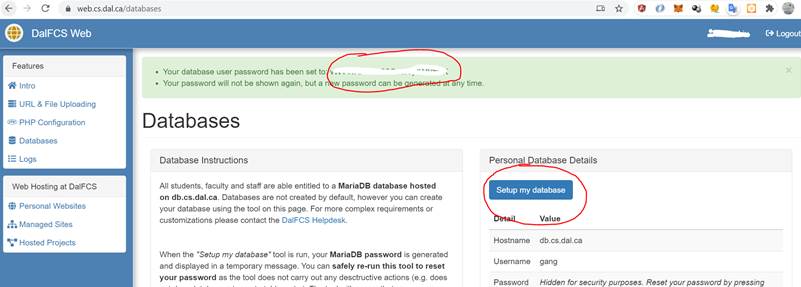 web.cs.dal.ca/databases
DalFCS Web
Logout
Features
Intro
URL & File Uploading
PHP Configuration
Databases
Logs
Web Hosting at DalFCS
Personal Websites
Managed Sites
Hosted Projects
Your database user password has been set to:
Your password will not be shown again, but a new password can be generated at any time.
×
Databases
Database Instructions
All students, faculty and staff are able entitled to a MariaDB database hosted
on db.cs.dal.ca. Databases are not created by default, however you can
create your database using the tool on this page. For more complex requirements or
customizations please contact the DalFCS Helpdesk.
When the "Setup my database" tool is run, your MariaDB password is generated
and displayed in a temporary message. You can safely re-run this tool to reset
your password as the tool does not carry out any desctructive actions (e.g. does
Personal Database Details
Setup my database
Detail Value
Hostname db.cs.dal.ca
Username gang
Password Hidden for security purposes. Reset your password by pressing